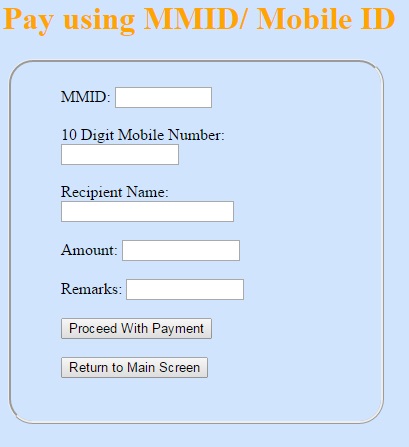 Pay using MMID/ Mobile ID
MMID:
10 Digit Mobile Number:
Recipient Name:
Amount:
Remarks:
Proceed With Payment
Return to Main Screen